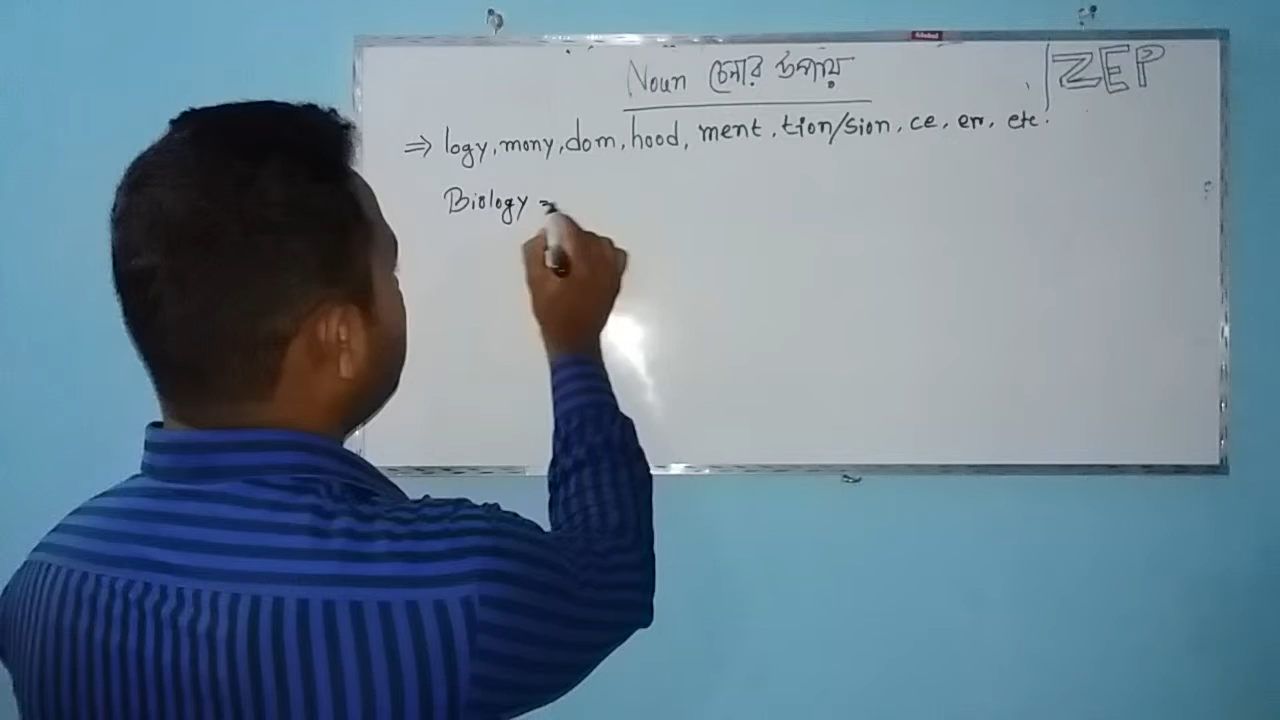 Noun চেনার উপায়
ZEP
⇒ logy, mony, dom, hood, ment, tion/sion, ce, er, etc.
Biology =